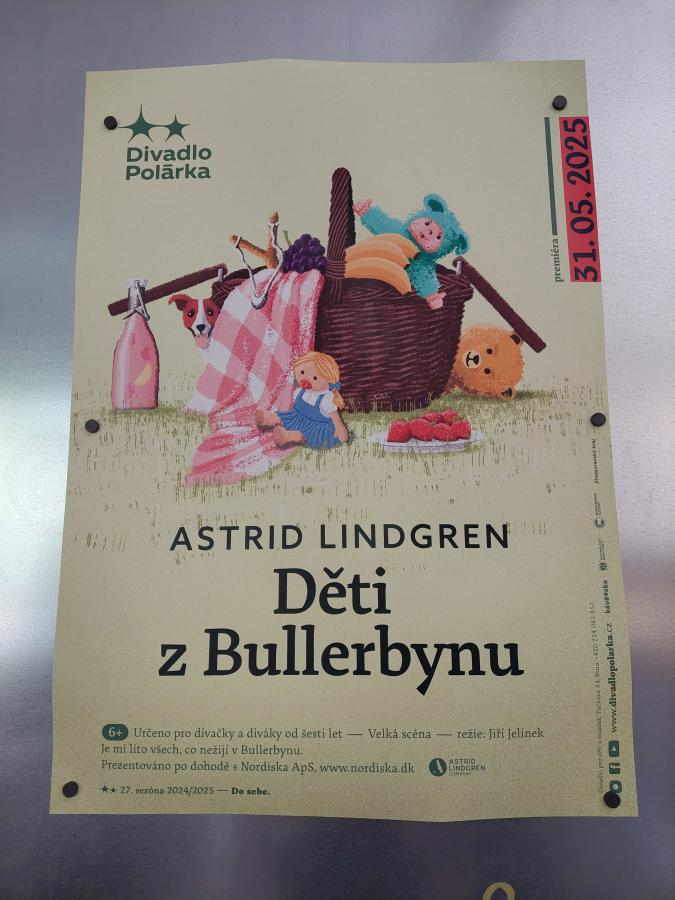 Divadlo
Polārka
premiéra
31. 05. 2025
ASTRID LINDGREN
Děti
z Bullerbynu
6+ Určeno pro divačky a diváky od šesti let — Velká scéna — režie: Jiří Jelínek
Je mi líto všech, co nežijí v Bullerbynu.
Prezentováno po dohodě s Nordiska ApS, www.nordiska.dk
A ASTRID
LINDGREN
COMPANY
27. sezóna 2024/2025 — Do sebe.
www.divadlopolarka.cz